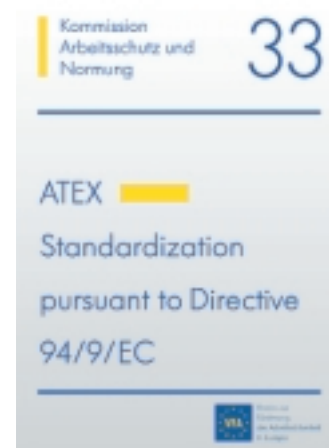 Kommission
Arbeitsschutz und
Normung
33
ATEX
Standardization
pursuant to Directive
94/9/EC